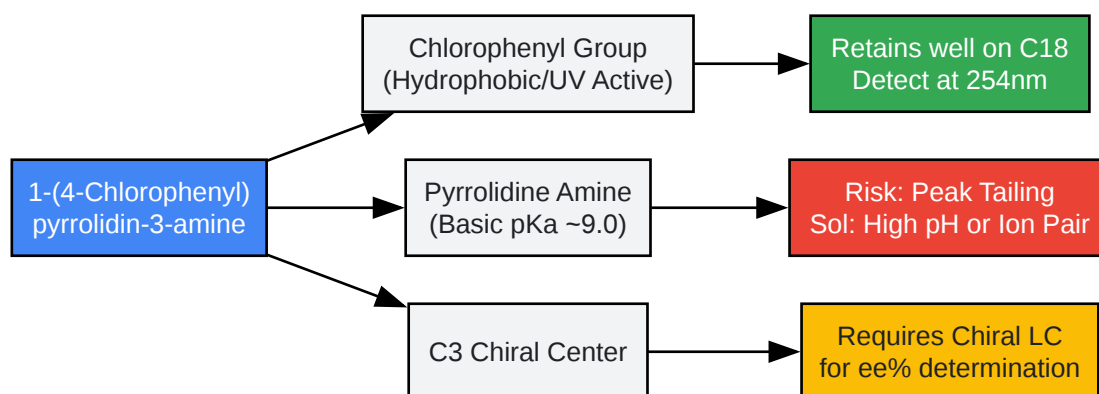 Chlorophenyl Group
(Hydrophobic/UV Active)
Retains well on C18
Detect at 254nm
1-(4-Chlorophenyl)
pyrrolidin-3-amine
Pyrrolidine Amine
(Basic pKa ~9.0)
Risk: Peak Tailing
Sol: High pH or Ion Pair
C3 Chiral Center
Requires Chiral LC
for ee% determination